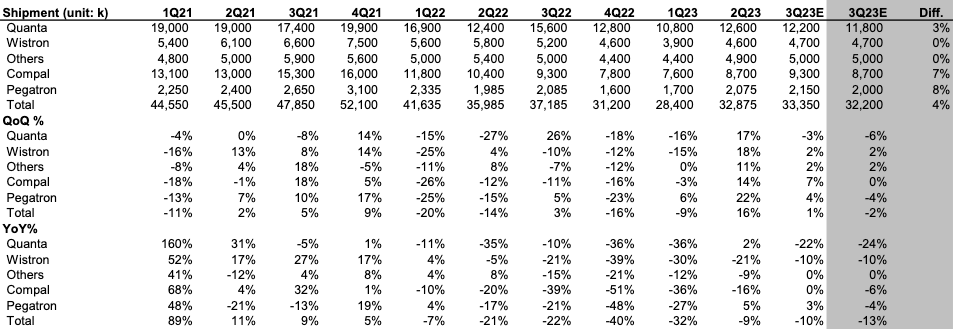 Shipment (unit: k) 1Q21 2Q21 3Q21 4Q21 1Q22 2Q22 3Q22 4Q22 1Q23 2Q23 3Q23E 3Q23E Diff.
Quanta 19,000 19,000 17,400 19,900 16,900 12,400 15,600 12,800 10,800 12,600 12,200 11,800 3%
Wistron 5,400 6,100 6,600 7,500 5,600 5,800 5,200 4,600 3,900 4,600 4,700 4,700 0%
Others 4,800 5,000 5,900 5,600 5,000 5,400 5,000 4,400 4,400 4,900 5,000 5,000 0%
Compal 13,100 13,000 15,300 16,000 11,800 10,400 9,300 7,800 7,600 8,700 9,300 8,700 7%
Pegatron 2,250 2,400 2,650 3,100 2,335 1,985 2,085 1,600 1,700 2,075 2,150 2,000 8%
Total 44,550 45,500 47,850 52,100 41,635 35,985 37,185 31,200 28,400 32,875 33,350 32,200 4%
QoQ %
Quanta -4% 0% -8% 14% -15% -27% 26% -18% -16% 17% -3% -6%
Wistron -16% 13% 8% 14% -25% 4% -10% -12% -15% 18% 2% 2%
Others -8% 4% 18% -5% -11% 8% -7% -12% 0% 11% 2% 2%
Compal -18% -1% 18% 5% -26% -12% -11% -16% -3% 14% 7% 0%
Pegatron -13% 7% 10% 17% -25% -15% 5% -23% 6% 22% 4% -4%
Total -11% 2% 5% 9% -20% -14% 3% -16% -9% 16% 1% -2%
YoY%
Quanta 160% 31% -5% 1% -11% -35% -10% -36% -36% 2% -22% -24%
Wistron 52% 17% 27% 17% 4% -5% -21% -39% -30% -21% -10% -10%
Others 41% -12% 4% 8% 4% 8% -15% -21% -12% -9% 0% 0%
Compal 68% 4% 32% 1% -10% -20% -39% -51% -36% -16% 0% -6%
Pegatron 48% -21% -13% 19% 4% -17% -21% -48% -27% 5% 3% -4%
Total 89% 11% 9% 5% -7% -21% -22% -40% -32% -9% -10% -13%